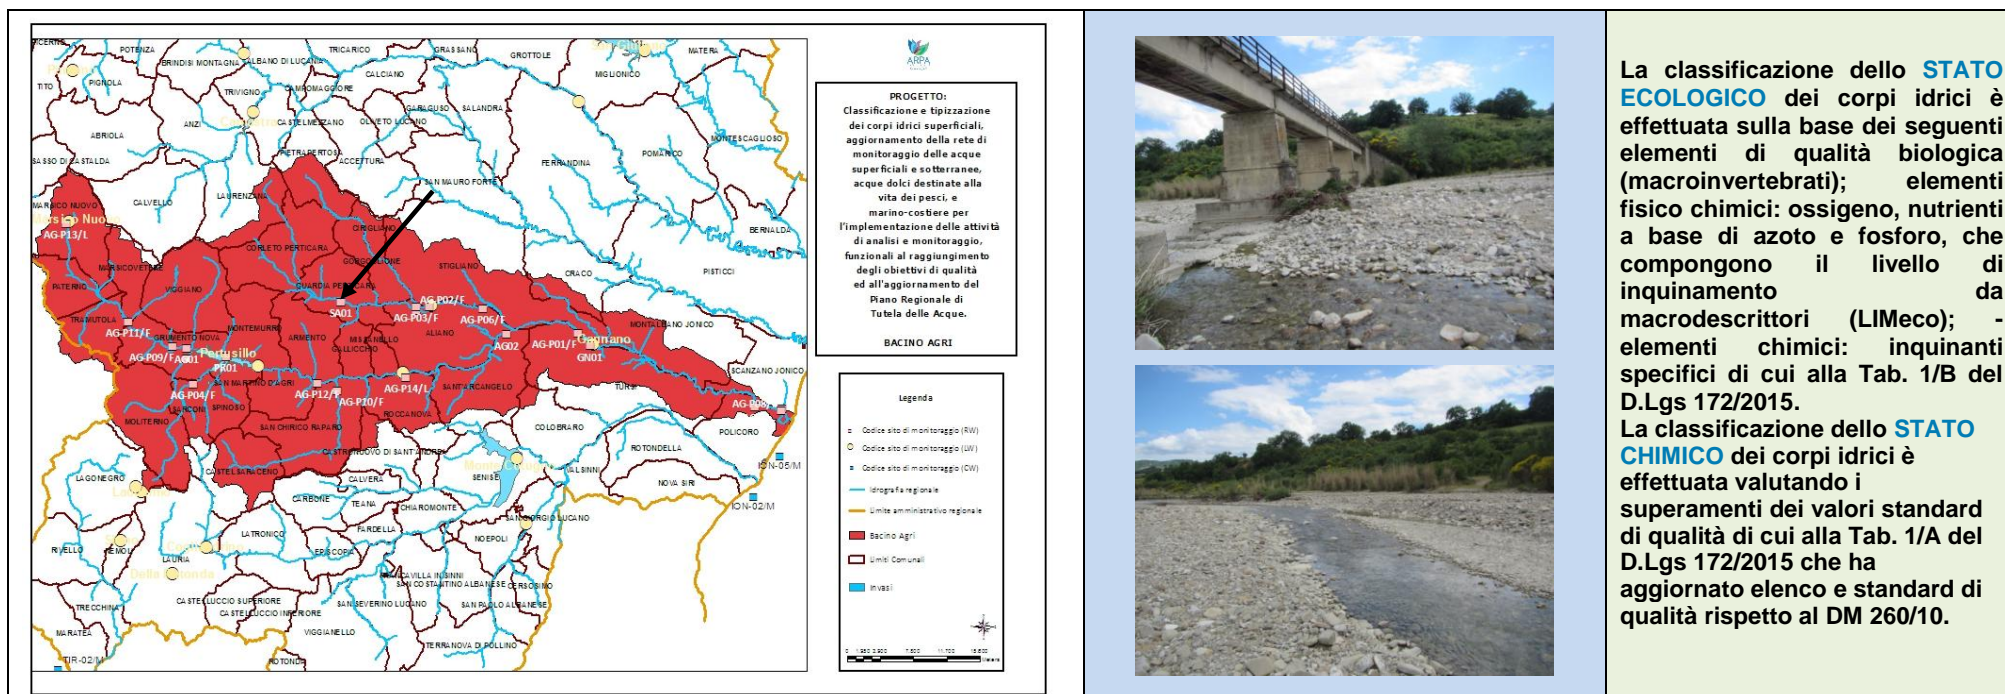 PICERNO
POTENZA
BRINDISI MONTAGNA
ALBANO DI LUCANIA
TRICARICO
GRASSANO
GROTTOLE
MATERA
TITO
PIGNOLA
TRIVIGNO
CAMPOMAGGIORE
CALCIANO
MIGLIONICO
GARAGUSO
SALANDRA
ANZI
CASTELMEZZANO
OLIVETO LUCANO
ABRIOLA
MONTESCAGLIOSO
PIETRAPERTOSA
ACCETTURA
FERRANDINA
POMARICO
SASSO DI CASTALDA
SAN MAURO FORTE
LAURENZANA
MARSICO NUOVO
CALVELLO
Marsico Nuovo
AG-P13/L
CIRIGLIANO
BERNALDA
CORLETO PERTICARA
GORGOGLIONE
STIGLIANO
CRACO
PISTICCI
MARSICOVETERE
PATERNO
VIGGIANO
GUARDIA PERTICARA
AG-P02/F
SA01
AG-P03/F
AG-P06/F
TRAMUTOLA
AG-P11/F
MONTEMURRO
ARMENTO
ALIANO
MONTALBANO JONICO
GRUMENTO NOVA
MISSANELLO
GALLICCHIO
AG02
AG-P01/F
Gannano
GN01
AG-P09/F
AG01
Pertusillo
PR01
SCANZANO JONICO
SAN MARTINO D'AGRI
AG-P14/L
SANT'ARCANGELO
TURSI
AG-P04/F
AG-P12/F
AG-P10/F
SARCONI
SPINOSO
ROCCANOVA
MOLITERNO
SAN CHIRICO RAPARO
COLOBRARO
POLICORO
CASTRONUOVO DI SANT'ANDREA
ROTONDELLA
CASTELSARACENO
VALSINNI
ION-05/M
LAGONEGRO
CALVERA
SENISE
NOVA SIRI
CARBONE
TEANA
CHIAROMONTE
ION-02/M
FARDELLA
SAN GIORGIO LUCANO
LATRONICO
EPISCOPIA
NOEPOLI
RIVELLO
NEMOLI
LAURIA
FRANCAVILLA IN SINNI
SAN COSTANTINO ALBANESE
CERSOSIMO
CASTELLUCCIO SUPERIORE
CASTELLUCCIO INFERIORE
SAN SEVERINO LUCANO
SAN PAOLO ALBANESE
TRECCHINA
VIGGIANELLO
MARATEA
TERRANOVA DI POLLINO
ROTONDA
TIR-02/M
ARPA
PROGETTO:
Classificazione e tipizzazione
dei corpi idrici superficiali,
aggiornamento della rete di
monitoraggio delle acque
superficiali e sotterranee,
acque dolci destinate alla
vita dei pesci, e
marino-costiere per
l'implementazione delle attività
di analisi e monitoraggio,
funzionali al raggiungimento
degli obiettivi di qualità
ed all'aggiornamento del
Piano Regionale di
Tutela delle Acque.
BACINO AGRI
Legenda
Codice sito di monitoraggio (RW)
Codice sito di monitoraggio (LW)
Codice sito di monitoraggio (CW)
Idrografia regionale
Limite amministrativo regionale
Bacino Agri
Limiti Comunali
Invasi
La classificazione dello STATO
ECOLOGICO dei corpi idrici è
effettuata sulla base dei seguenti
elementi di qualità biologica
(macroinvertebrati); elementi
fisico chimici: ossigeno, nutrienti
a base di azoto e fosforo, che
compongono il livello di
inquinamento da
macrodescrittori (LIMeco); -
elementi chimici: inquinanti
specifici di cui alla Tab. 1/B del
D.Lgs 172/2015.
La classificazione dello STATO
CHIMICO dei corpi idrici è
effettuata valutando i
superamenti dei valori standard
di qualità di cui alla Tab. 1/A del
D.Lgs 172/2015 che ha
aggiornato elenco e standard di
qualità rispetto al DM 260/10.